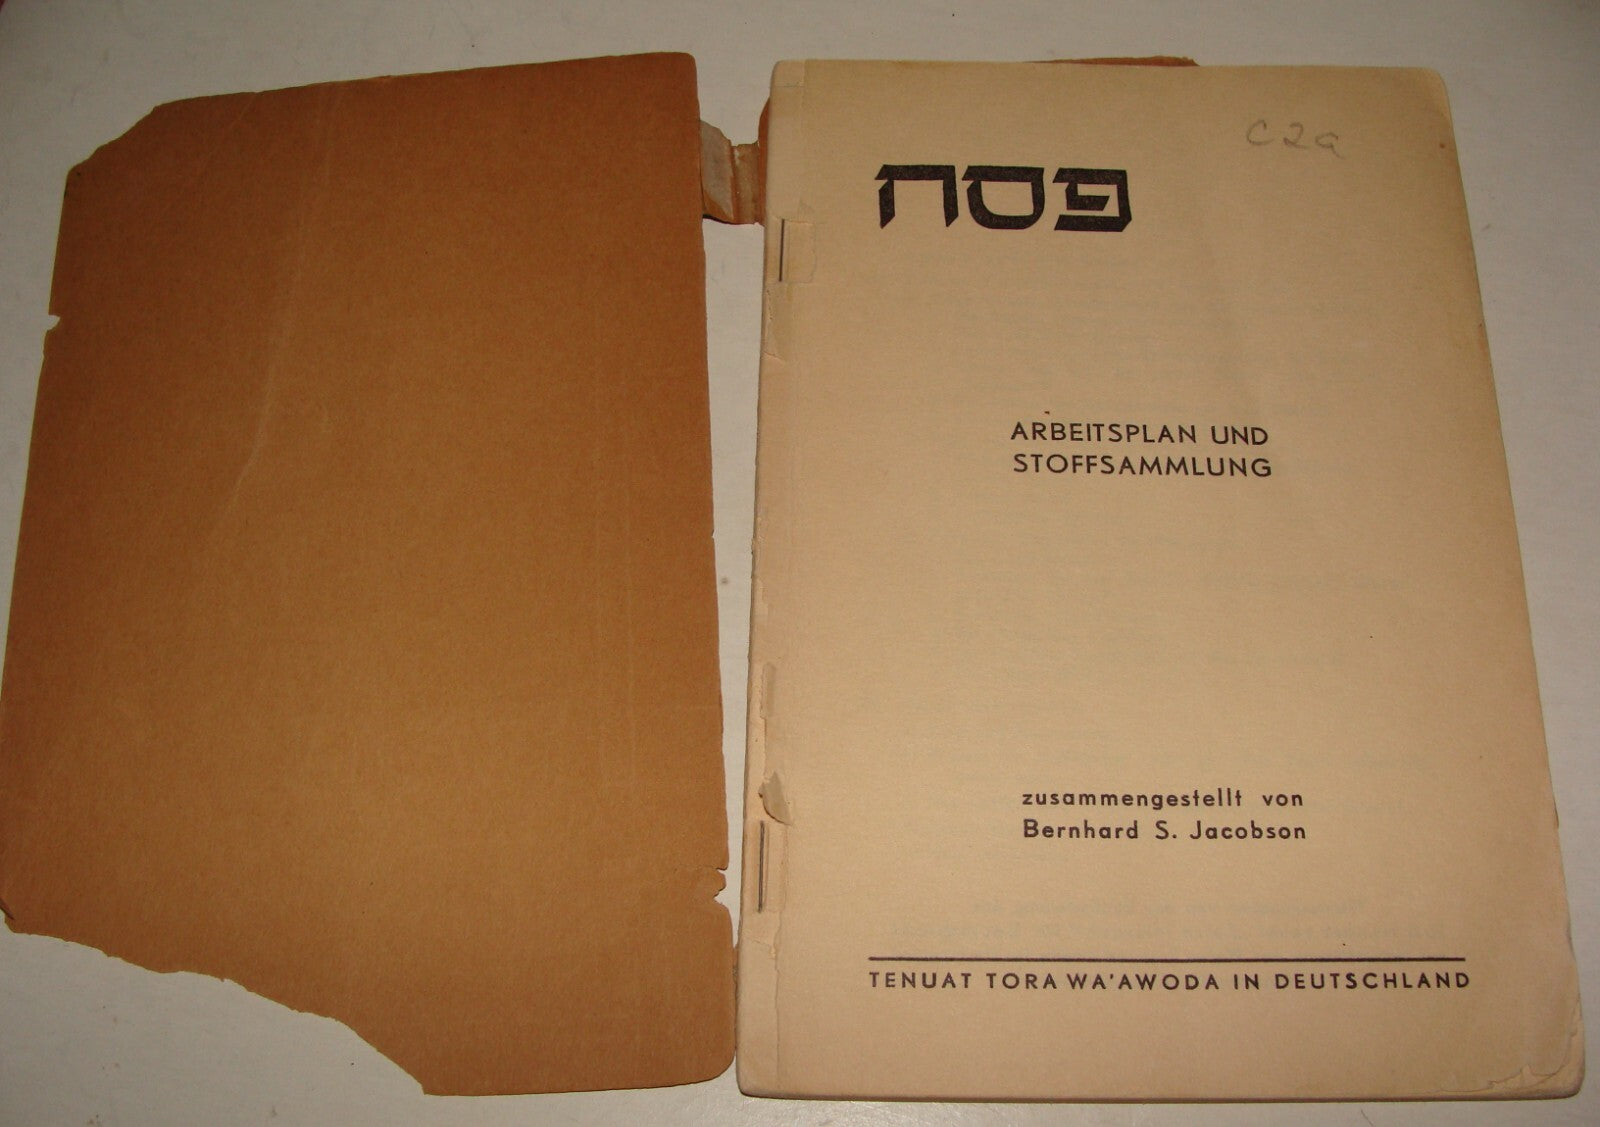 C2a
פסח
ARBEITSPLAN UND
STOFFSAMMLUNG
zusammengestellt von
Bernhard S. Jacobson
TENUAT TORA WA'AWODA IN DEUTSCHLAND